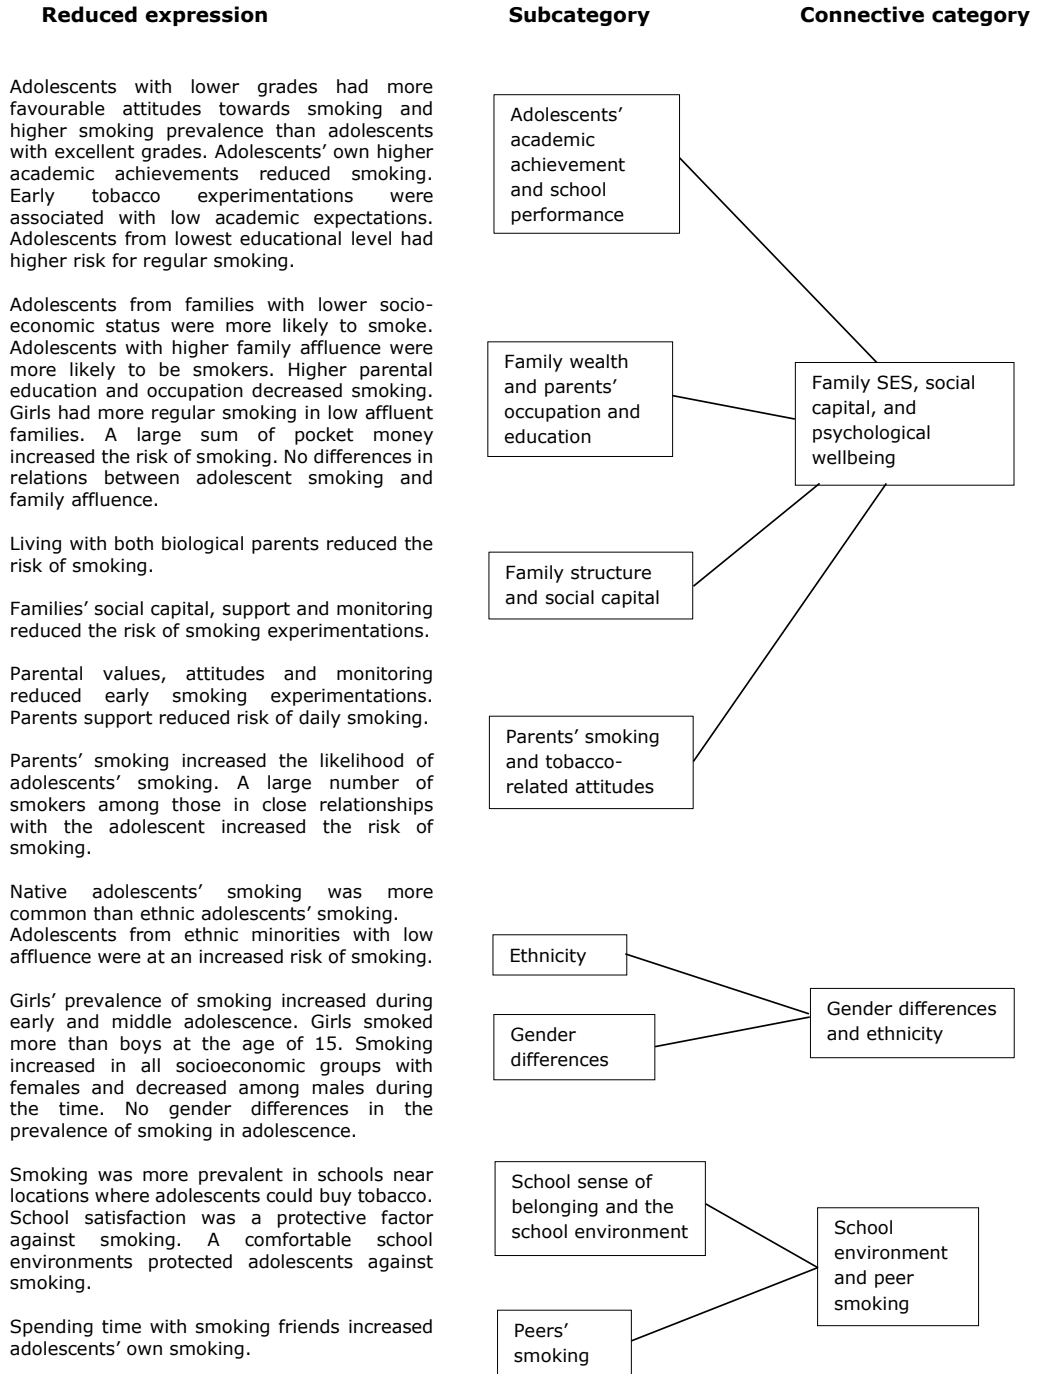 Reduced expression
Subcategory
Connective category
Adolescents with lower grades had more
favourable attitudes towards smoking and
higher smoking prevalence than adolescents
with excellent grades. Adolescents’ own higher
academic achievements reduced smoking.
Early tobacco experimentations were
associated with low academic expectations.
Adolescents from lowest educational level had
higher risk for regular smoking.
Adolescents from families with lower socio-
economic status were more likely to smoke.
Adolescents with higher family affluence were
more likely to be smokers. Higher parental
education and occupation decreased smoking.
Girls had more regular smoking in low affluent
families. A large sum of pocket money
increased the risk of smoking. No differences in
relations between adolescent smoking and
family affluence.
Living with both biological parents reduced the
risk of smoking.
Families’ social capital, support and monitoring
reduced the risk of smoking experimentations.
Parental values, attitudes and monitoring
reduced early smoking experimentations.
Parents support reduced risk of daily smoking.
Parents’ smoking increased the likelihood of
adolescents’ smoking. A large number of
smokers among those in close relationships
with the adolescent increased the risk of
smoking.
Native adolescents’ smoking was more
common than ethnic adolescents’ smoking.
Adolescents from ethnic minorities with low
affluence were at an increased risk of smoking.
Girls’ prevalence of smoking increased during
early and middle adolescence. Girls smoked
more than boys at the age of 15. Smoking
increased in all socioeconomic groups with
females and decreased among males during
the time. No gender differences in the
prevalence of smoking in adolescence.
Smoking was more prevalent in schools near
locations where adolescents could buy tobacco.
School satisfaction was a protective factor
against smoking. A comfortable school
environments protected adolescents against
smoking.
Spending time with smoking friends increased
adolescents’ own smoking.
Adolescents’
academic
achievement
and school
performance
Family wealth
and parents’
occupation and
education
Family structure
and social capital
Parents’ smoking
and tobacco-
related attitudes
Ethnicity
Gender
differences
School sense of
belonging and the
school environment
Peers’
smoking
Family SES, social
capital, and
psychological
wellbeing
Gender differences
and ethnicity
School
environment
and peer
smoking